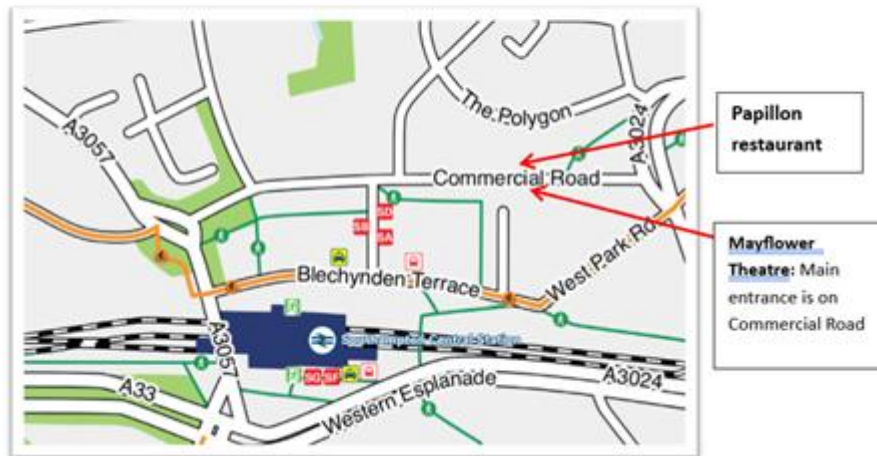 A3057
The Polygon
A3024
Commercial Road
SD
SB
SA
Blechynden Terrace
West Park Road
Southampton Central Station
A3057
SG SF
A33
Western Esplanade
A3024
Papillon
restaurant
Mayflower
Theatre: Main
entrance is on
Commercial Road